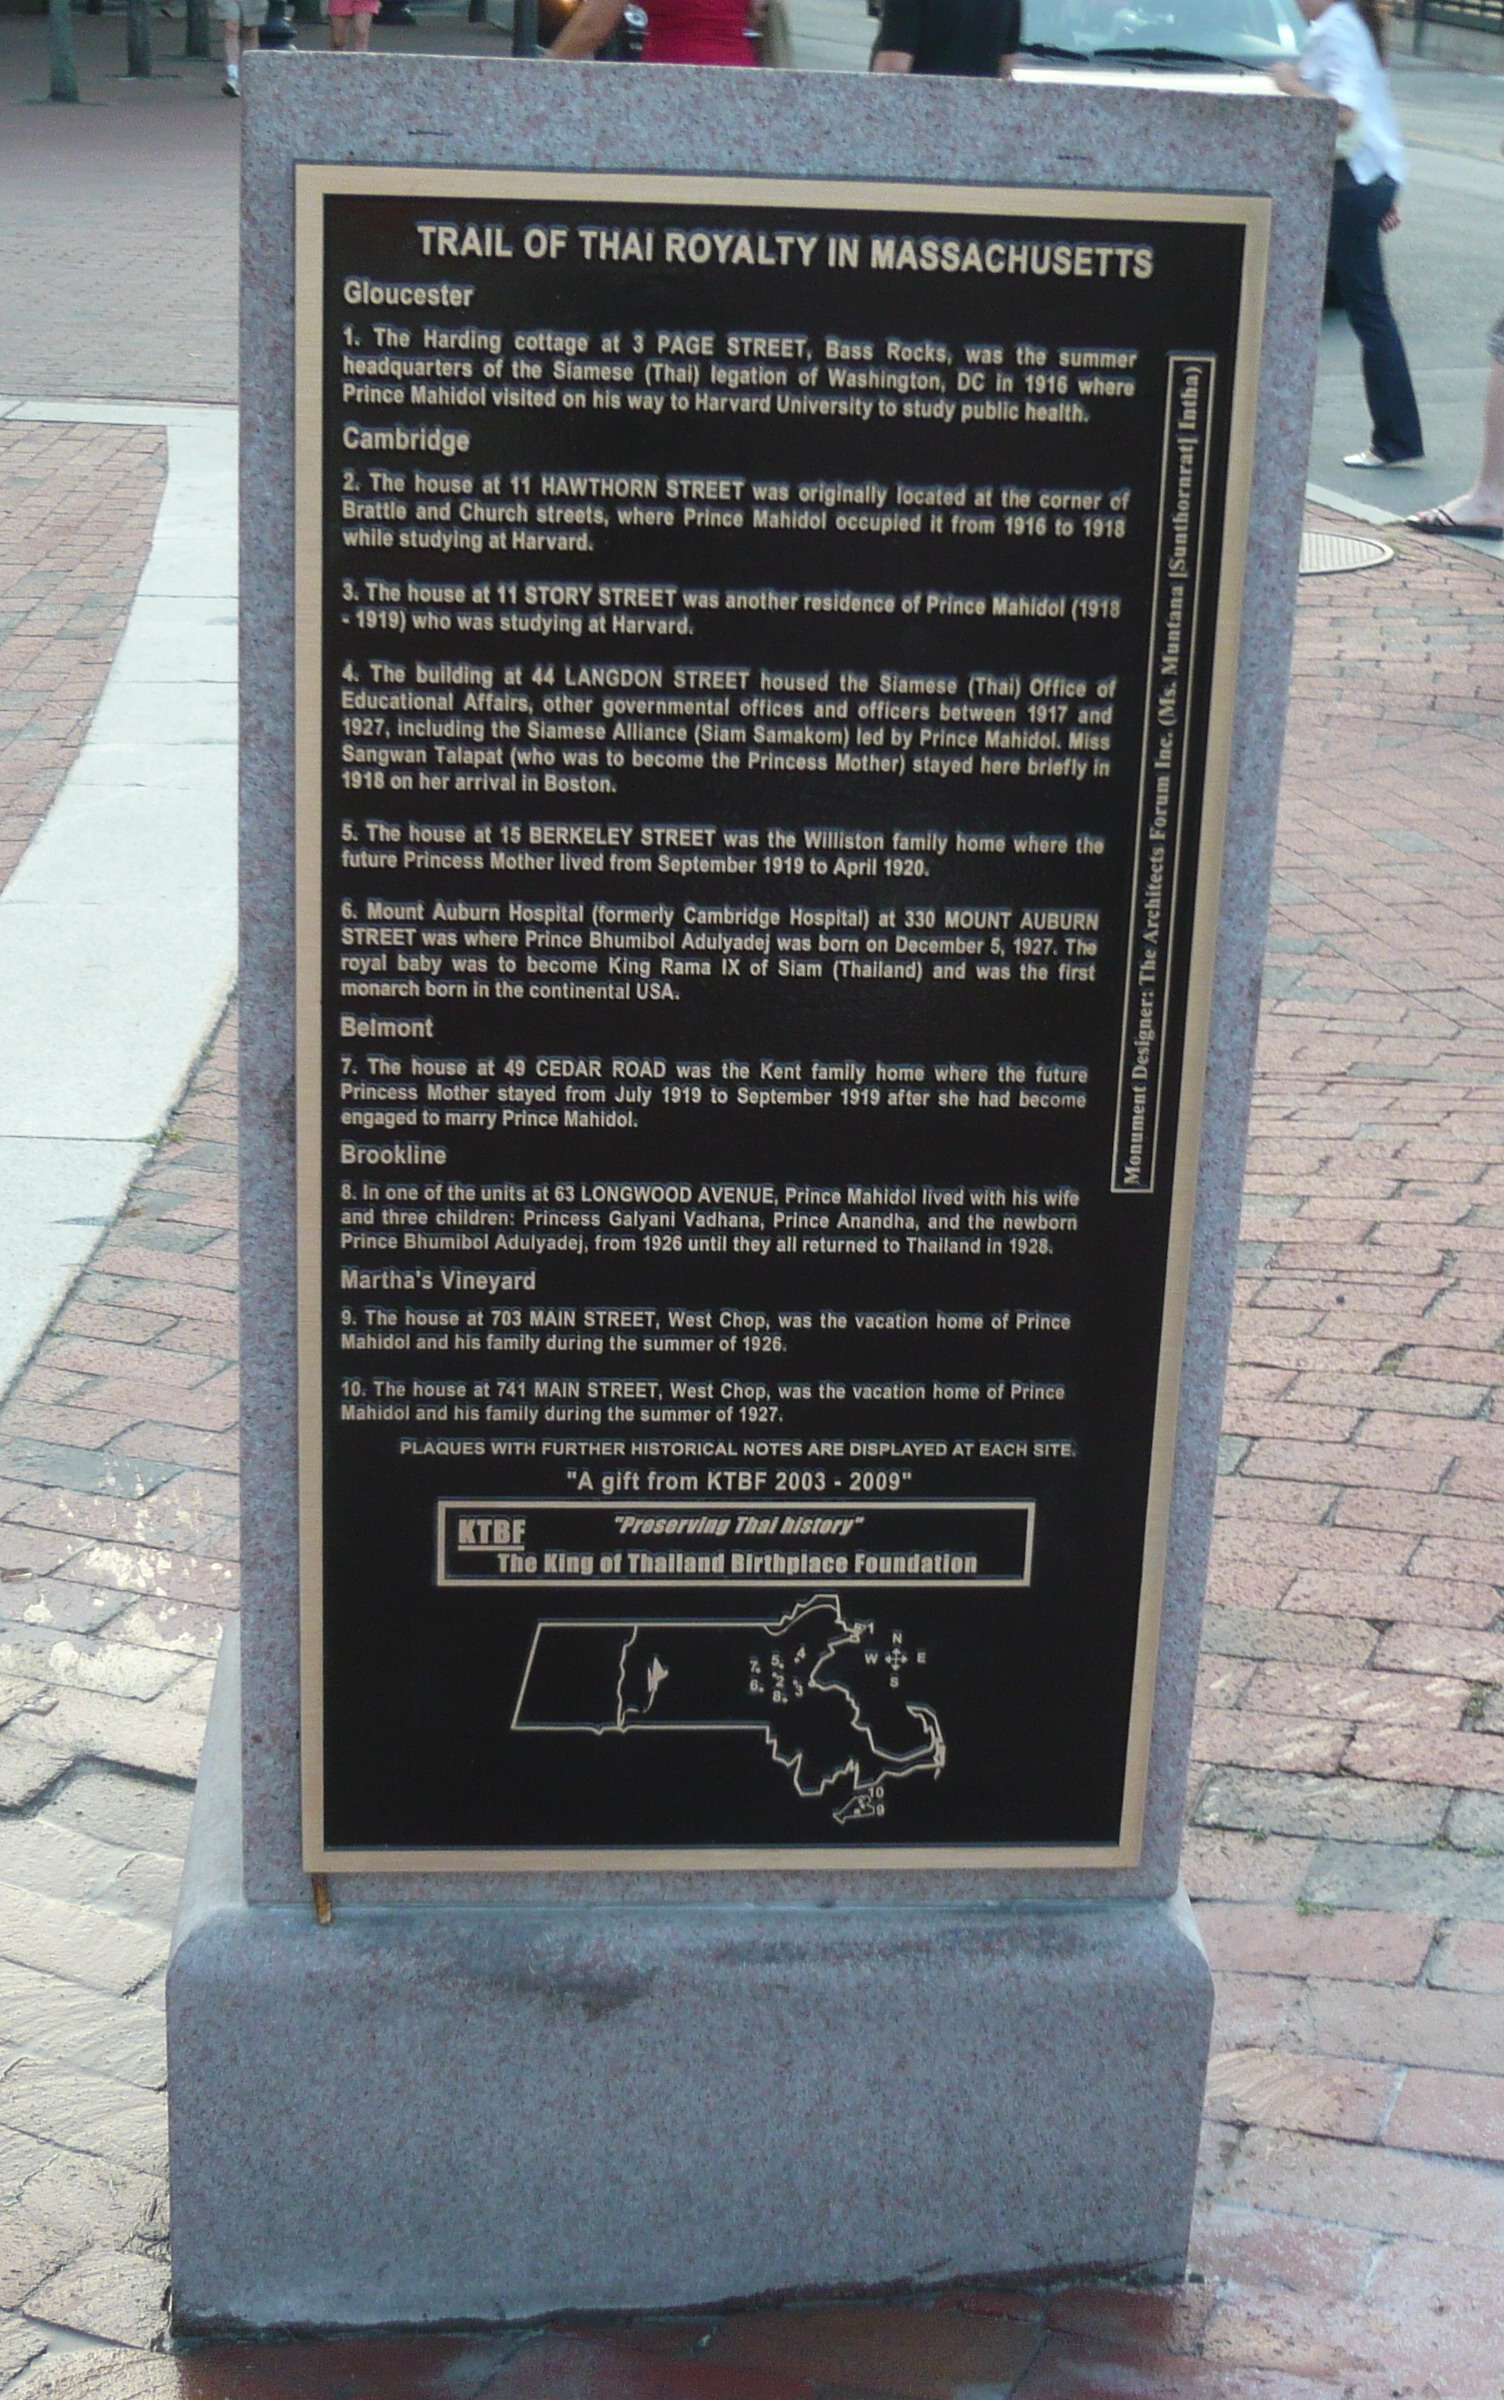 TRAIL OF THAI ROYALTY IN MASSACHUSETTS
Gloucester
1. The Harding cottage at 3 PAGE STREET, Bass Rocks, was the summer
headquarters of the Siamese (Thai) legation of Washington, DC in 1916 where
Prince Mahidol visited on his way to Harvard University to study public health.
Cambridge
2. The house at 11 HAWTHORN STREET was originally located at the corner of
Brattle and Church streets, where Prince Mahidol occupied it from 1916 to 1918
while studying at Harvard.
3. The house at 11 STORY STREET was another residence of Prince Mahidol (1918
- 1919) who was studying at Harvard.
4. The building at 44 LANGDON STREET housed the Siamese (Thai) Office of
Educational Affairs, other governmental offices and officers between 1917 and
1927, including the Siamese Alliance (Siam Samakom) led by Prince Mahidol. Miss
Sangwan Talapat (who was to become the Princess Mother) stayed here briefly in
1918 on her arrival in Boston.
5. The house at 15 BERKELEY STREET was the Williston family home where the
future Princess Mother lived from September 1919 to April 1920.
6. Mount Auburn Hospital (formerly Cambridge Hospital) at 330 MOUNT AUBURN
STREET was where Prince Bhumibol Adulyadej was born on December 5, 1927. The
royal baby was to become King Rama IX of Siam (Thailand) and was the first
monarch born in the continental USA.
Belmont
7. The house at 49 CEDAR ROAD was the Kent family home where the future
Princess Mother stayed from July 1919 to September 1919 after she had become
engaged to marry Prince Mahidol.
Brookline
8. In one of the units at 63 LONGWOOD AVENUE, Prince Mahidol lived with his wife
and three children: Princess Galyani Vadhana, Prince Anandha, and the newborn
Prince Bhumibol Adulyadej, from 1926 until they all returned to Thailand in 1928.
Martha's Vineyard
9. The house at 703 MAIN STREET, West Chop, was the vacation home of Prince
Mahidol and his family during the summer of 1926.
10. The house at 741 MAIN STREET, West Chop, was the vacation home of Prince
Mahidol and his family during the summer of 1927.
PLAQUES WITH FURTHER HISTORICAL NOTES ARE DISPLAYED AT EACH SITE.
"A gift from KTBF 2003 - 2009"
KTBF "Preserving Thai history"
The King of Thailand Birthplace Foundation
Monument Designer: The Architects Forum Inc. (Ms. Muntana [Sunthornrat] Intha)
1
N
W E
S
4
5.
7.
2
6.
3
8.
10
9